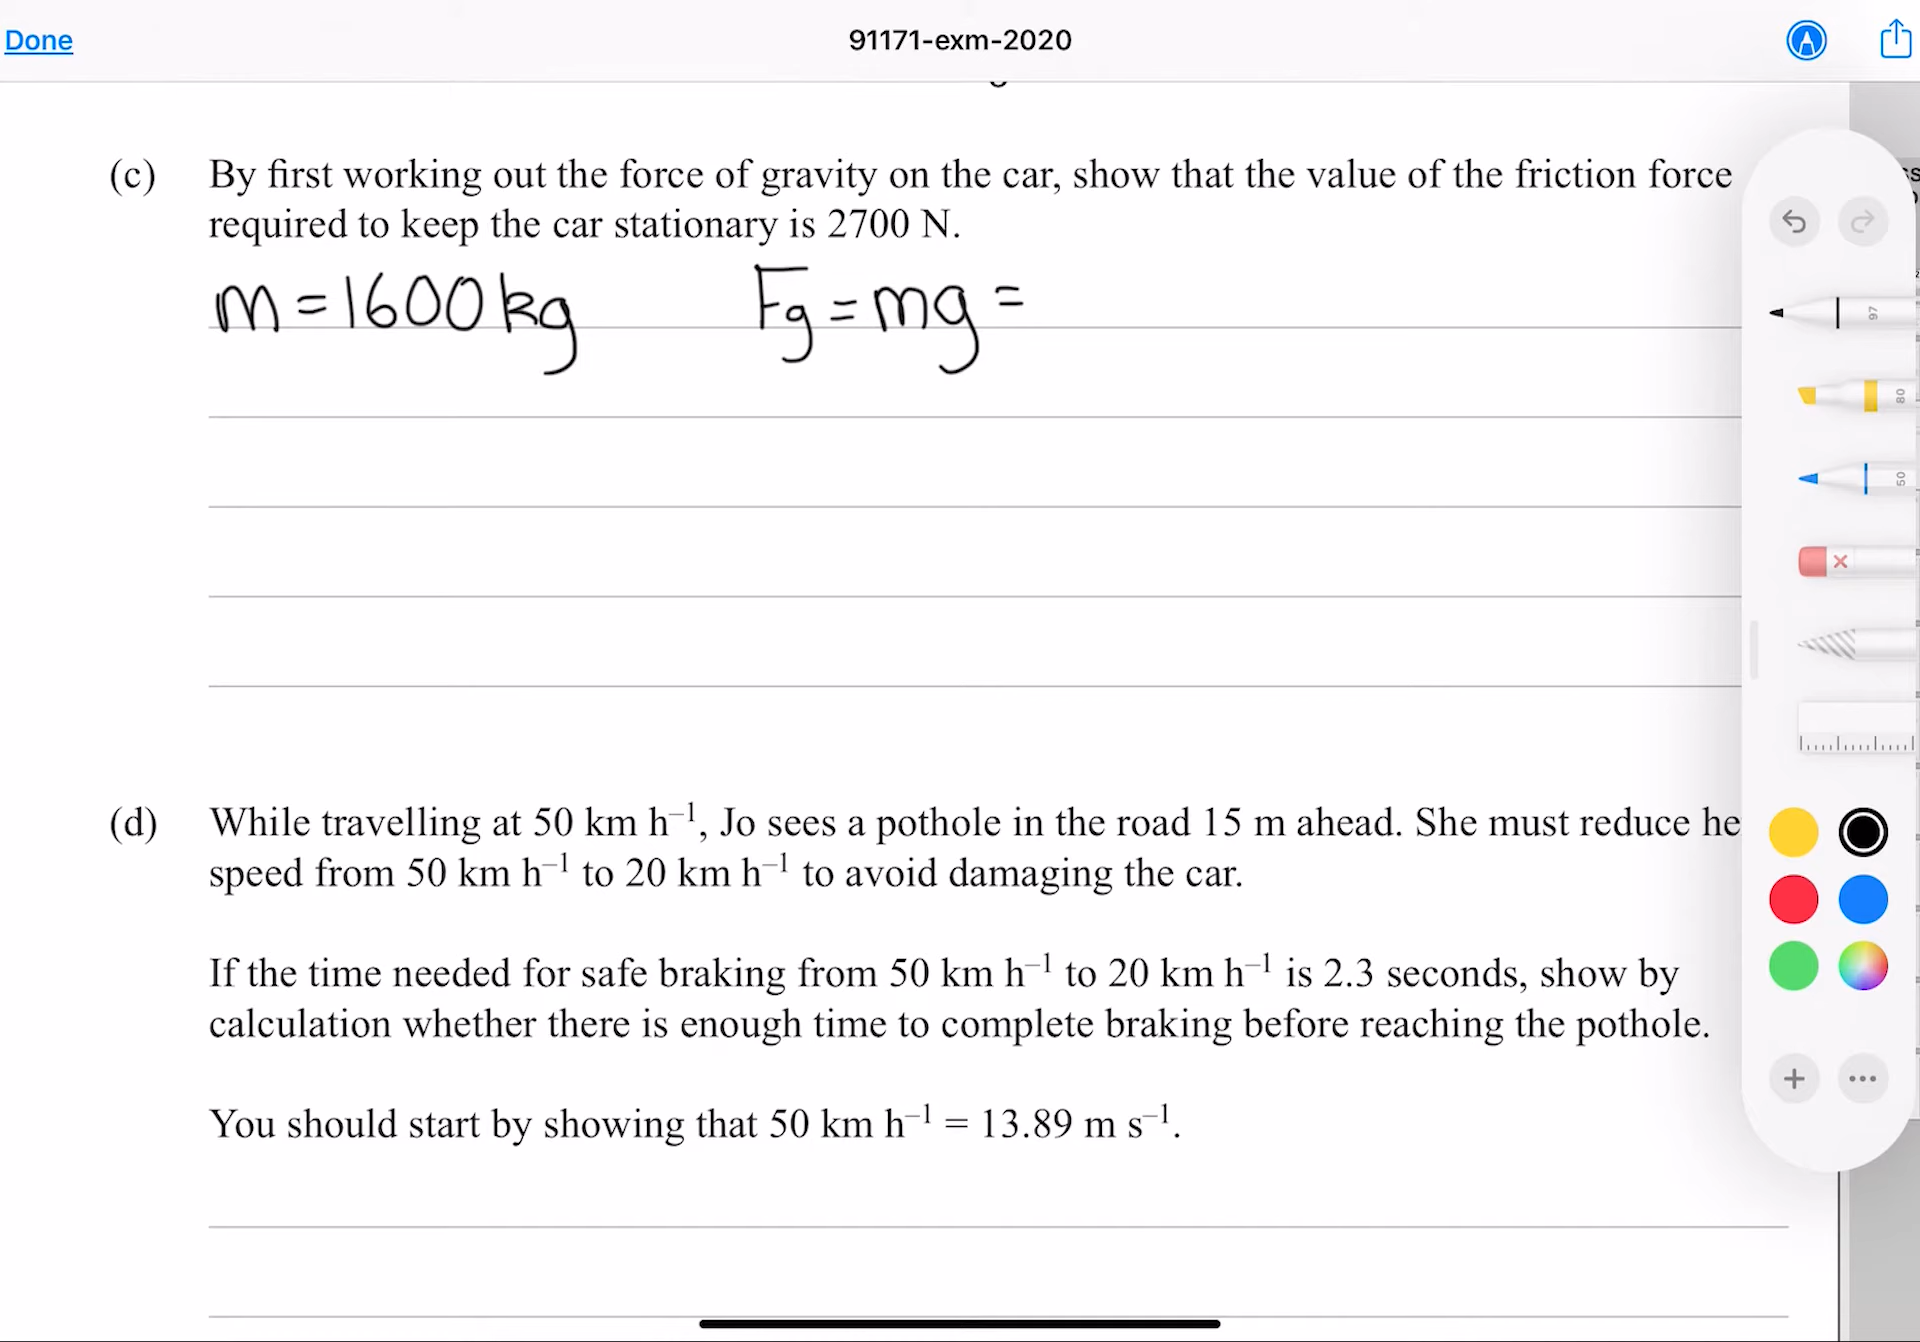 Done
91171-exm-2020
(c) By first working out the force of gravity on the car, show that the value of the friction force
required to keep the car stationary is 2700 N.
m = 1600 kg Fg = mg =
97
80
50
(d) While travelling at 50 km h⁻¹, Jo sees a pothole in the road 15 m ahead. She must reduce he
speed from 50 km h⁻¹ to 20 km h⁻¹ to avoid damaging the car.
If the time needed for safe braking from 50 km h⁻¹ to 20 km h⁻¹ is 2.3 seconds, show by
calculation whether there is enough time to complete braking before reaching the pothole.
You should start by showing that 50 km h⁻¹ = 13.89 m s⁻¹.